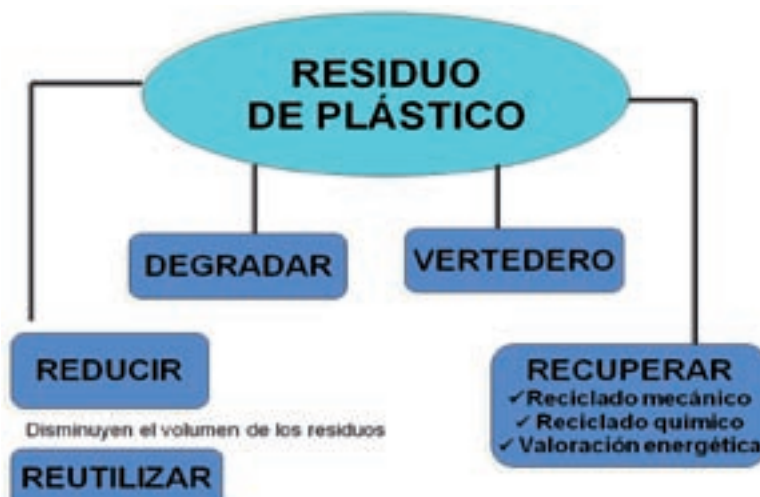 RESIDUO
DE PLÁSTICO
DEGRADAR
VERTEDERO
REDUCIR
Disminuyen el volumen de los residuos
REUTILIZAR
RECUPERAR
✓Reciclado mecánico
✓ Reciclado químico
✓ Valoración energética